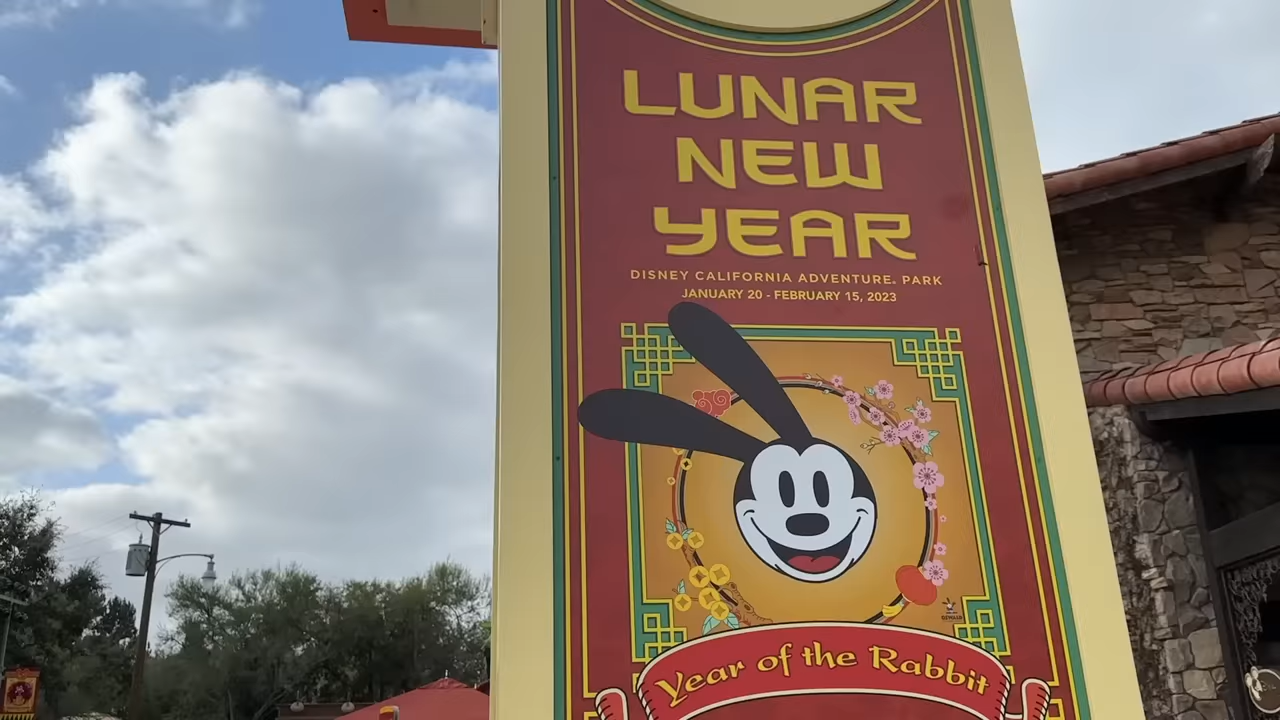 LUNAR
NEW
YEAR
DISNEY CALIFORNIA ADVENTURE® PARK
JANUARY 20 - FEBRUARY 15, 2023
Year of the Rabbit